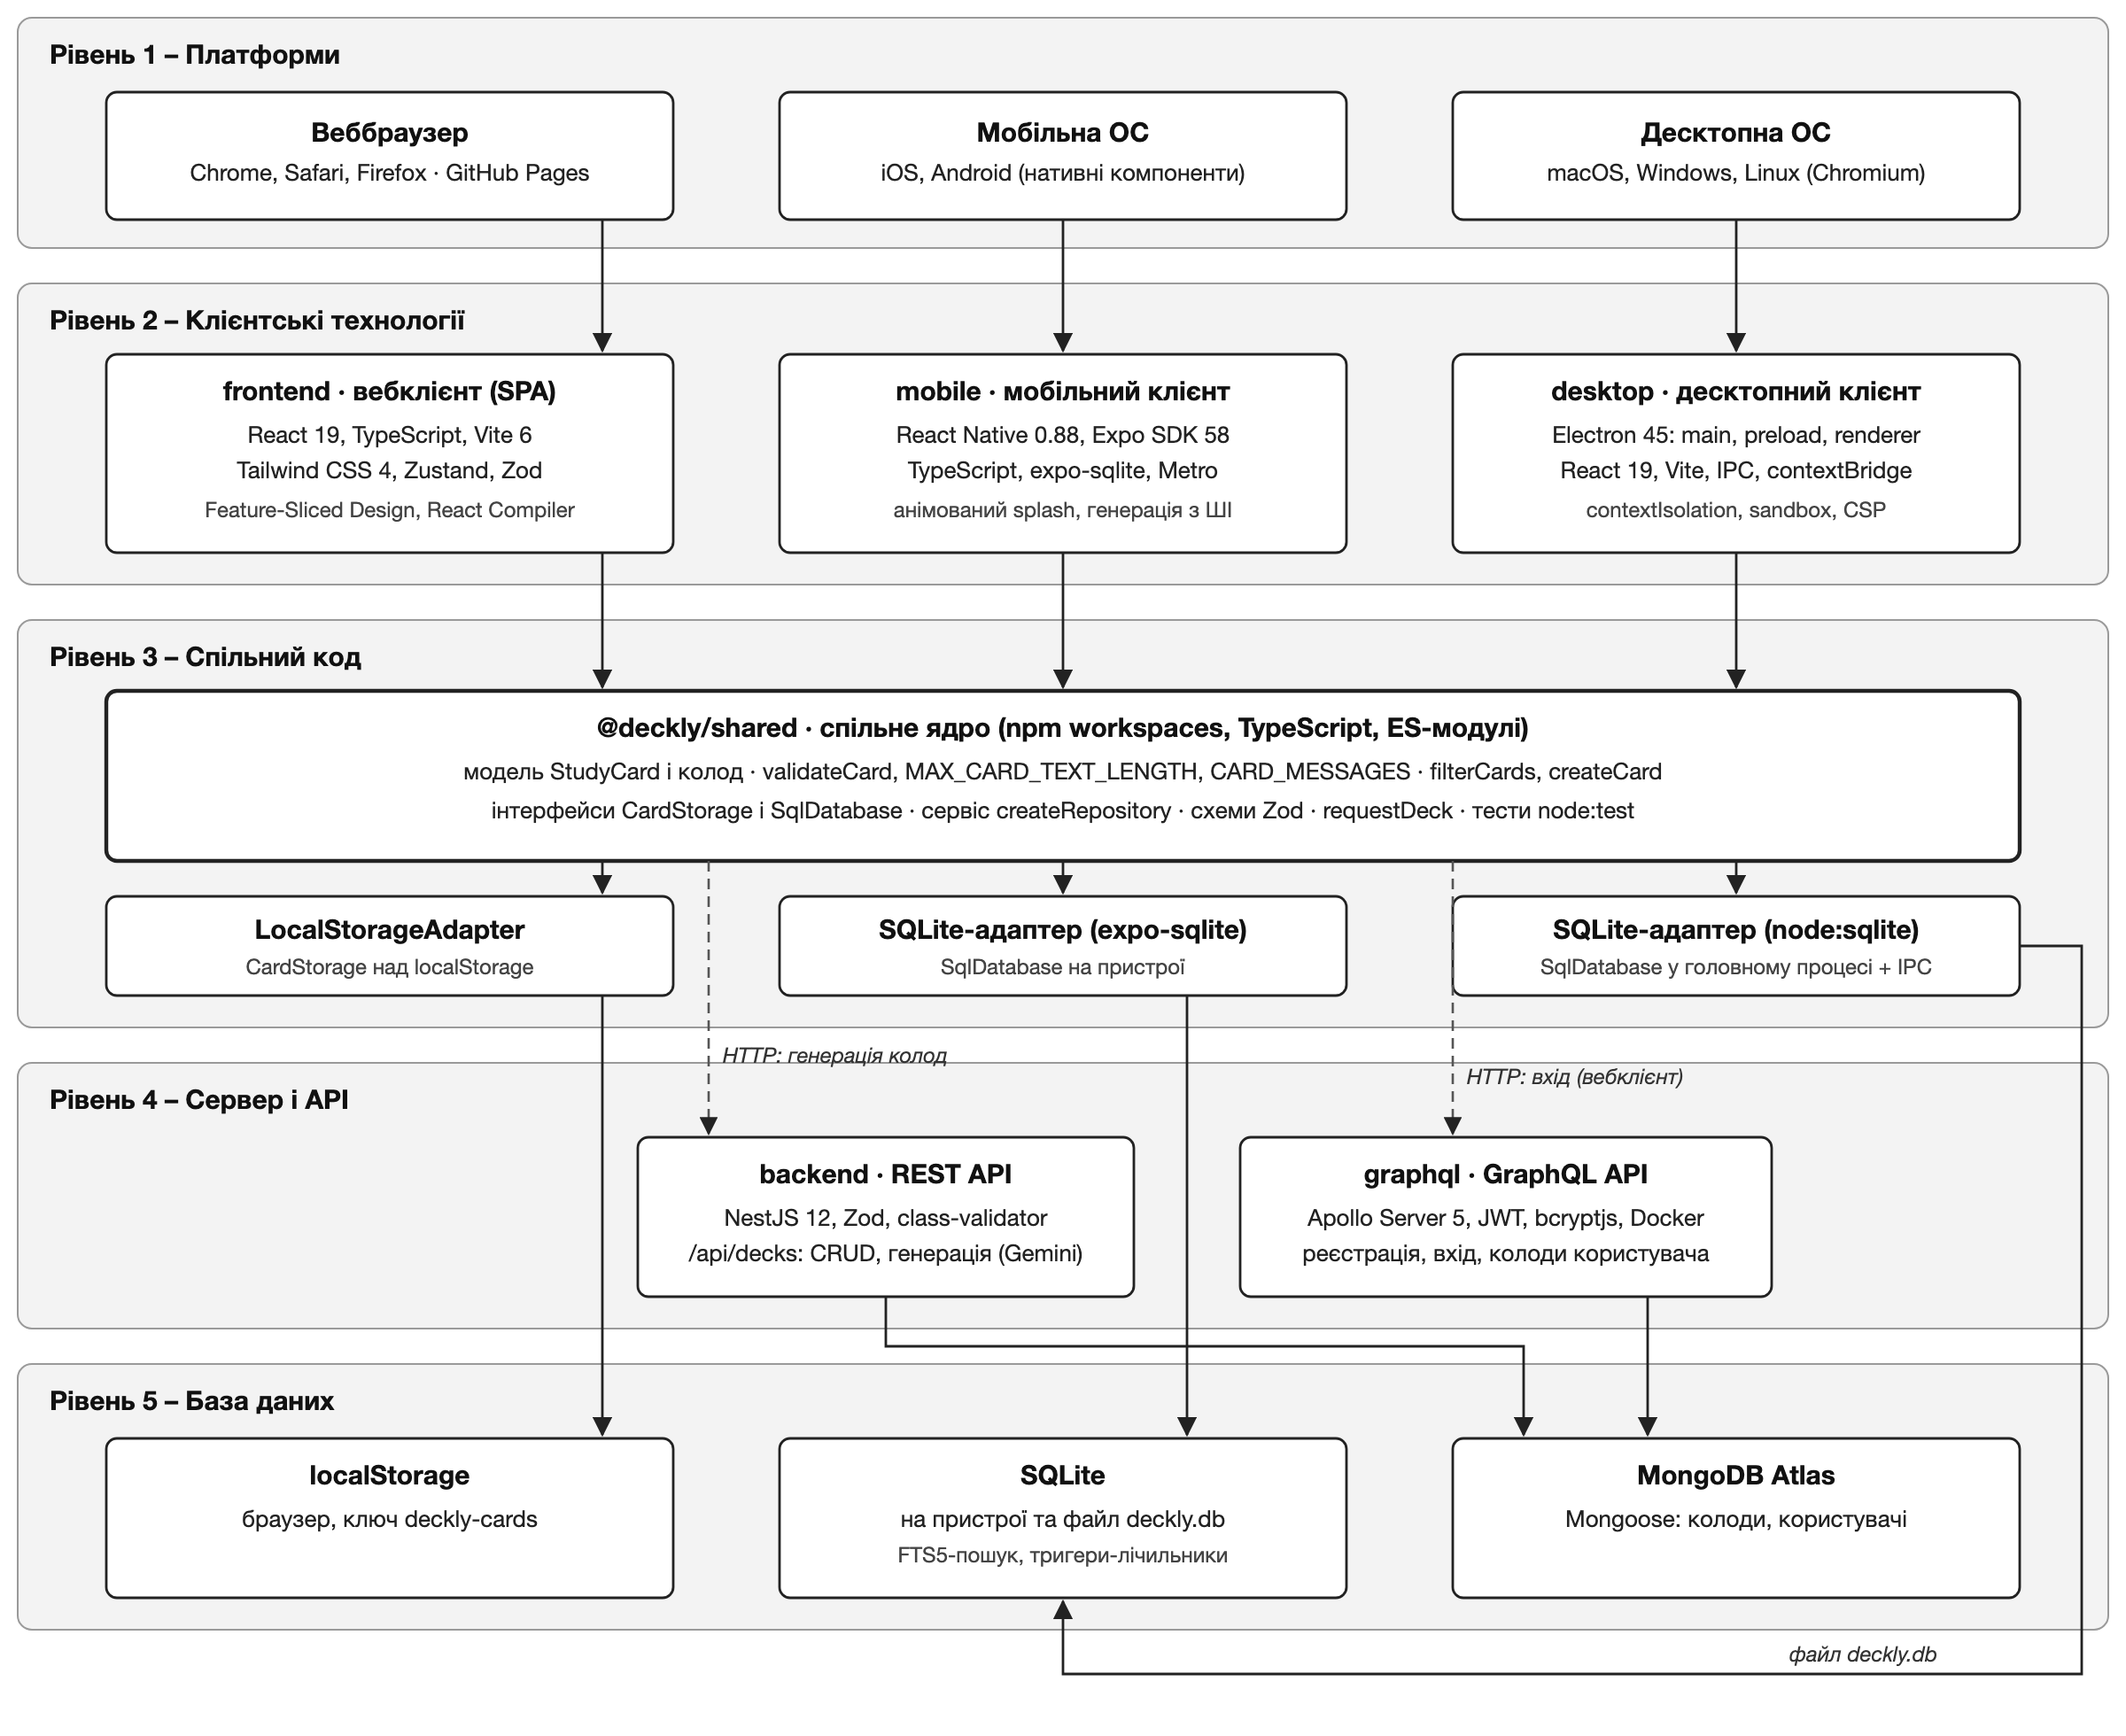 Рівень 1 – Платформи
Веббраузер
Chrome, Safari, Firefox · GitHub Pages
Мобільна ОС
iOS, Android (нативні компоненти)
Десктопна ОС
macOS, Windows, Linux (Chromium)
Рівень 2 – Клієнтські технології
frontend · вебклієнт (SPA)
React 19, TypeScript, Vite 6
Tailwind CSS 4, Zustand, Zod
Feature-Sliced Design, React Compiler
mobile · мобільний клієнт
React Native 0.88, Expo SDK 58
TypeScript, expo-sqlite, Metro
анімований splash, генерація з ШІ
desktop · десктопний клієнт
Electron 45: main, preload, renderer
React 19, Vite, IPC, contextBridge
contextIsolation, sandbox, CSP
Рівень 3 – Спільний код
@deckly/shared · спільне ядро (npm workspaces, TypeScript, ES-модулі)
модель StudyCard і колод · validateCard, MAX_CARD_TEXT_LENGTH, CARD_MESSAGES · filterCards, createCard
інтерфейси CardStorage і SqlDatabase · сервіс createRepository · схеми Zod · requestDeck · тести node:test
LocalStorageAdapter
CardStorage над localStorage
SQLite-адаптер (expo-sqlite)
SqlDatabase на пристрої
SQLite-адаптер (node:sqlite)
SqlDatabase у головному процесі + IPC
HTTP: генерація колод
HTTP: вхід (вебклієнт)
Рівень 4 – Сервер і API
backend · REST API
NestJS 12, Zod, class-validator
/api/decks: CRUD, генерація (Gemini)
graphql · GraphQL API
Apollo Server 5, JWT, bcryptjs, Docker
реєстрація, вхід, колоди користувача
Рівень 5 – База даних
localStorage
браузер, ключ deckly-cards
SQLite
на пристрої та файл deckly.db
FTS5-пошук, тригери-лічильники
MongoDB Atlas
Mongoose: колоди, користувачі
файл deckly.db